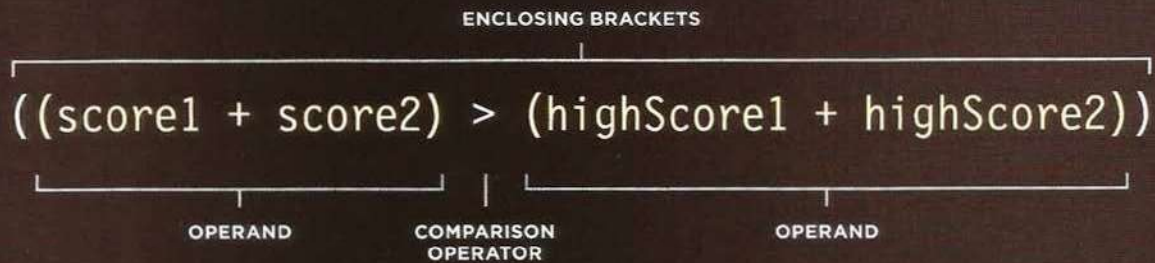 ENCLOSING BRACKETS
((score1 + score2) > (highScore1 + highScore2))
OPERAND
COMPARISON
OPERATOR
OPERAND